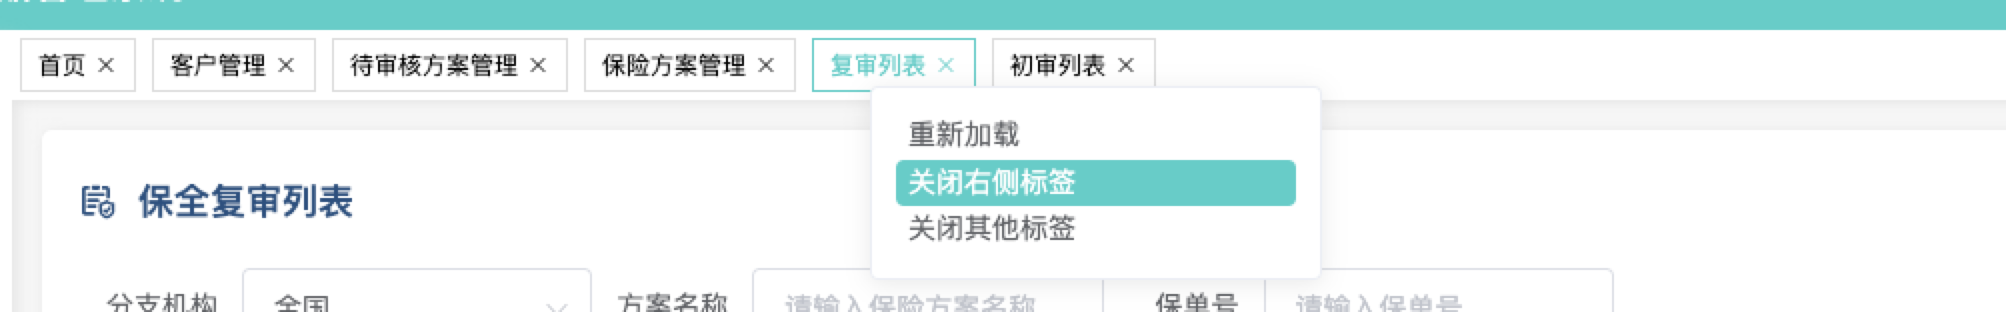 首页 × 客户管理 × 待审核方案管理 × 保险方案管理 × 复审列表 × 初审列表 ×
重新加载
关闭右侧标签
关闭其他标签
保全复审列表
分支机构 全国 方案名称 请输入保险方案名称 保单号 请输入保单号